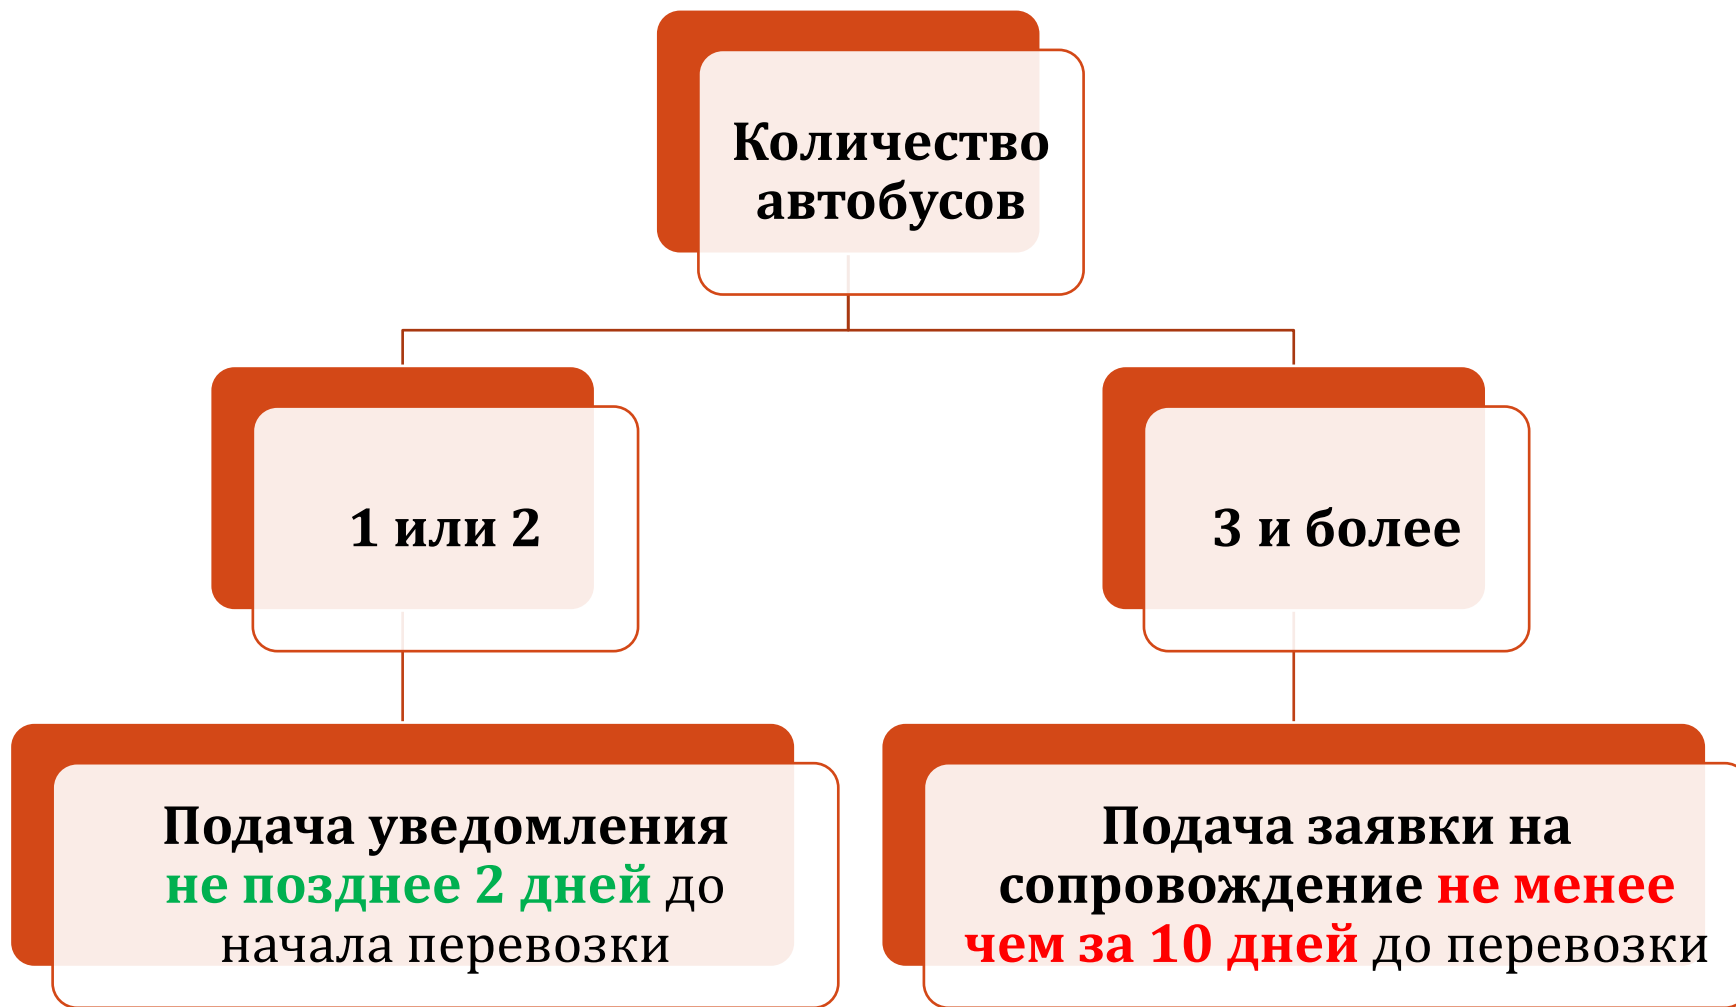 Количество
автобусов
1 или 2
3 и более
Подача уведомления
не позднее 2 дней до
начала перевозки
Подача заявки на
сопровождение не менее
чем за 10 дней до перевозки